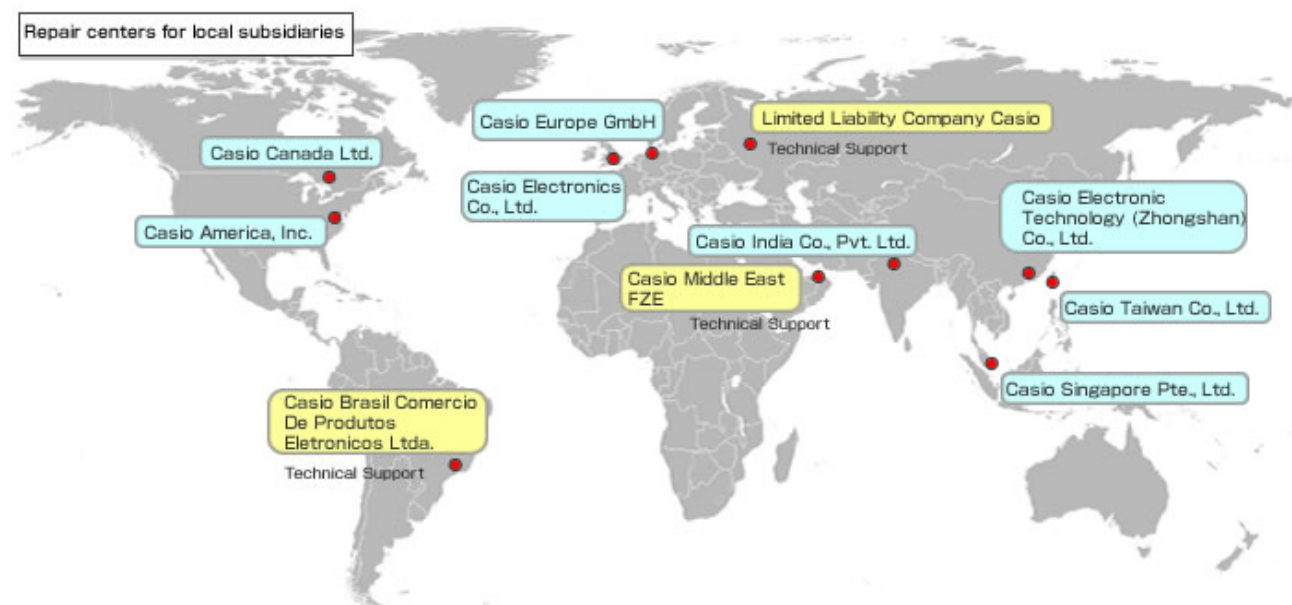 Repair centers for local subsidiaries
Casio Europe GmbH
Limited Liability Company Casio
Technical Support
Casio Canada Ltd.
Casio Electronics
Co., Ltd.
Casio Electronic
Technology (Zhongshan)
Co., Ltd.
Casio America, Inc.
Casio India Co., Pvt. Ltd.
Casio Middle East
FZE
Technical Support
Casio Taiwan Co., Ltd.
Casio Singapore Pte., Ltd.
Casio Brasil Comercio
De Produtos
Eletronicos Ltda.
Technical Support